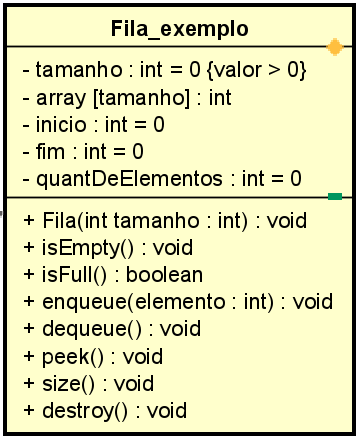 Fila_exemplo
- tamanho : int = 0 {valor > 0}
- array [tamanho] : int
- inicio : int = 0
- fim : int = 0
- quantDeElementos : int = 0
+ Fila(int tamanho : int) : void
+ isEmpty() : void
+ isFull() : boolean
+ enqueue(elemento : int) : void
+ dequeue() : void
+ peek() : void
+ size() : void
+ destroy() : void